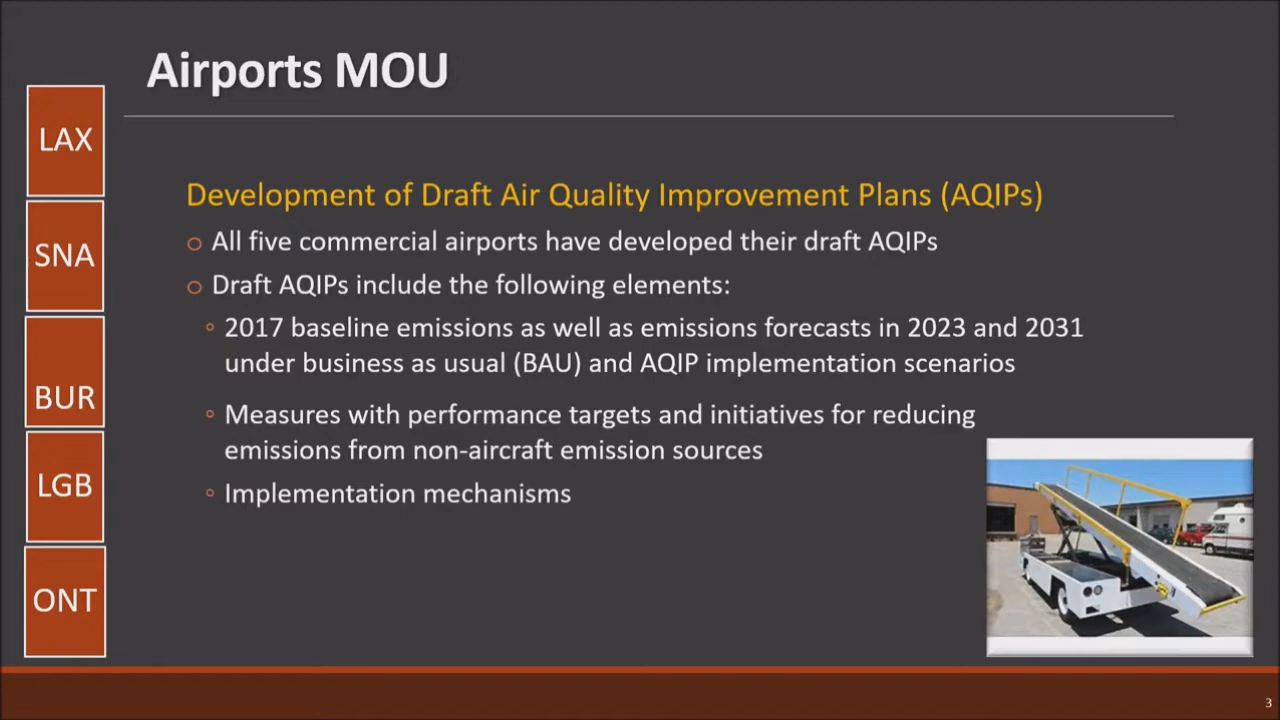 Airports MOU
LAX
SNA
BUR
LGB
ONT
Development of Draft Air Quality Improvement Plans (AQIPs)
o All five commercial airports have developed their draft AQIPs
o Draft AQIPs include the following elements:
◦ 2017 baseline emissions as well as emissions forecasts in 2023 and 2031
under business as usual (BAU) and AQIP implementation scenarios
◦ Measures with performance targets and initiatives for reducing
emissions from non-aircraft emission sources
◦ Implementation mechanisms
3